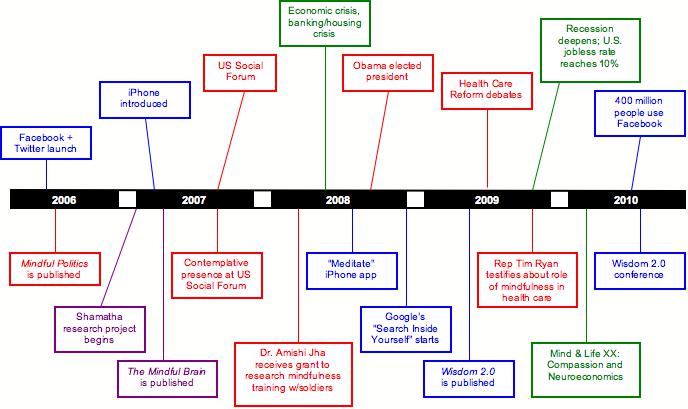 Economic crisis,
banking/housing
crisis
Recession
deepens; U.S.
jobless rate
reaches 10%
US Social
Forum
Obama elected
president
Health Care
Reform debates
iPhone
introduced
400 million
people use
Facebook
Facebook +
Twitter launch
2006
2007
2008
2009
2010
Mindful Politics
is published
Contemplative
presence at US
Social Forum
"Meditate"
iPhone app
Rep Tim Ryan
testifies about role
of mindfulness in
health care
Wisdom 2.0
conference
Shamatha
research project
begins
Google's
"Search Inside
Yourself" starts
The Mindful Brain
is published
Dr. Amishi Jha
receives grant to
research mindfulness
training w/soldiers
Wisdom 2.0
is published
Mind & Life XX:
Compassion and
Neuroeconomics